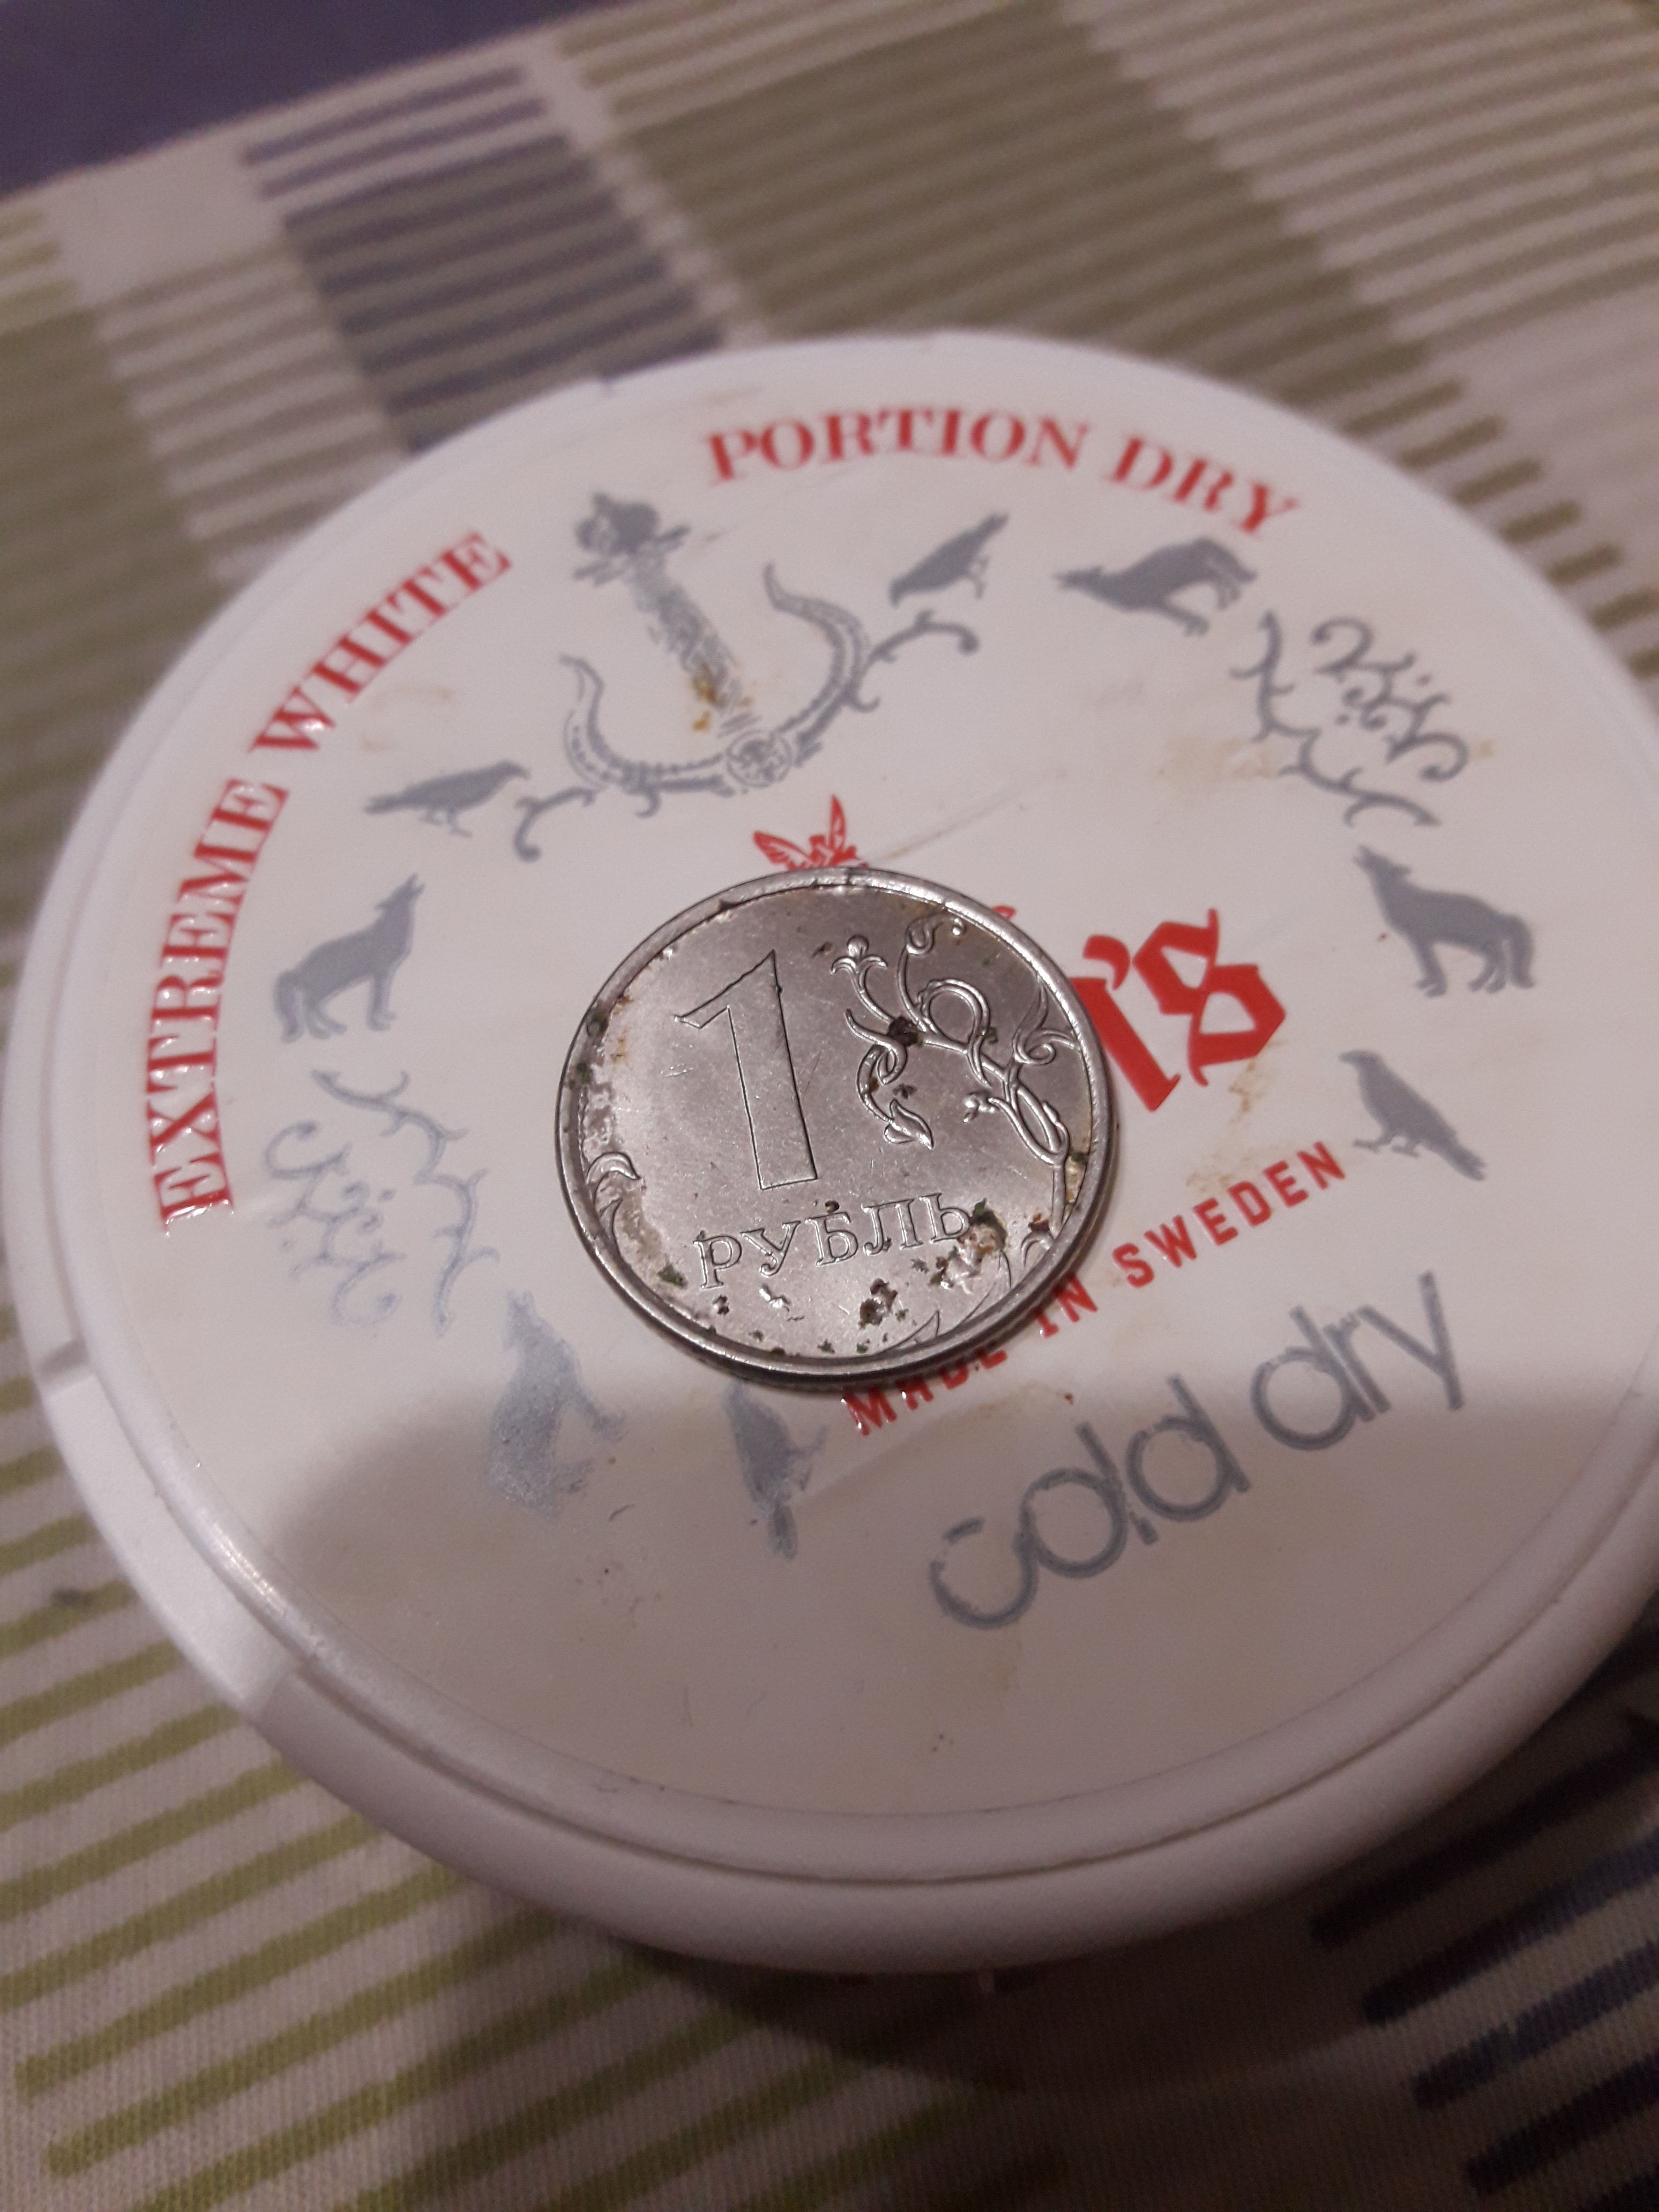 EXTREME WHITE PORTION DRY
1
РУБЛЬ
MADE IN SWEDEN
cold dry